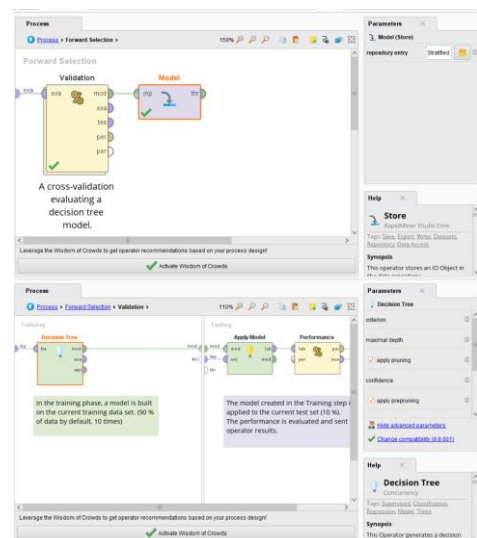 Process
Process ▸ Forward Selection ▸
150%
Forward Selection
Validation
Model
exa
exa
mod
exa
tes
per
per
inp
thr
A cross-validation
evaluating a
decision tree
model.
Leverage the Wisdom of Crowds to get operator recommendations based on your process design!
Activate Wisdom of Crowds
Parameters
Model (Store)
repository entry
Stratified
Help
Store
RapidMiner Studio Core
Tags: Save, Export, Write, Datasets,
Repository, Data Access
Synopsis
This operator stores an IO Object in
the data repository.
Process
Process ▸ Forward Selection ▸ Validation ▸
110%
Training
Testing
Decision Tree
Apply Model
Performance
tra
mod
exa
mod
thr
mod
unl
lab
mod
lab
per
per
exa
In the training phase, a model is built
on the current training data set. (90 %
of data by default, 10 times)
The model created in the Training step i
applied to the current test set (10 %).
The performance is evaluated and sent
operator results.
Leverage the Wisdom of Crowds to get operator recommendations based on your process design!
Activate Wisdom of Crowds
Parameters
Decision Tree
criterion
maximal depth
apply pruning
confidence
apply prepruning
Hide advanced parameters
Change compatibility (9.8.001)
Help
Decision Tree
Concurrency
Tags: Supervised, Classification,
Regression, Model, Trees
Synopsis
This Operator generates a decision